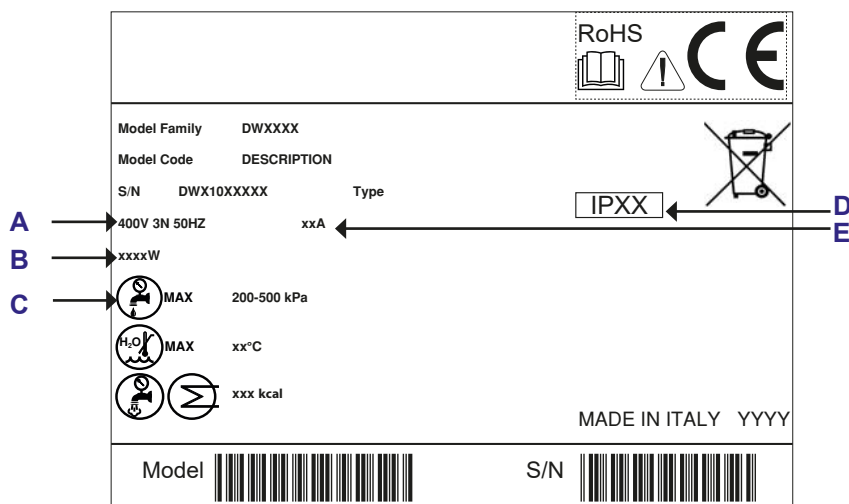 RoHS
CE
Model Family DWXXXX
Model Code DESCRIPTION
S/N DWX10XXXXX Type
IPXX
D
A
400V 3N 50HZ xxA
E
B
xxxxW
C
MAX 200-500 kPa
H₂O MAX xx°C
xxx kcal
MADE IN ITALY YYYY
Model S/N